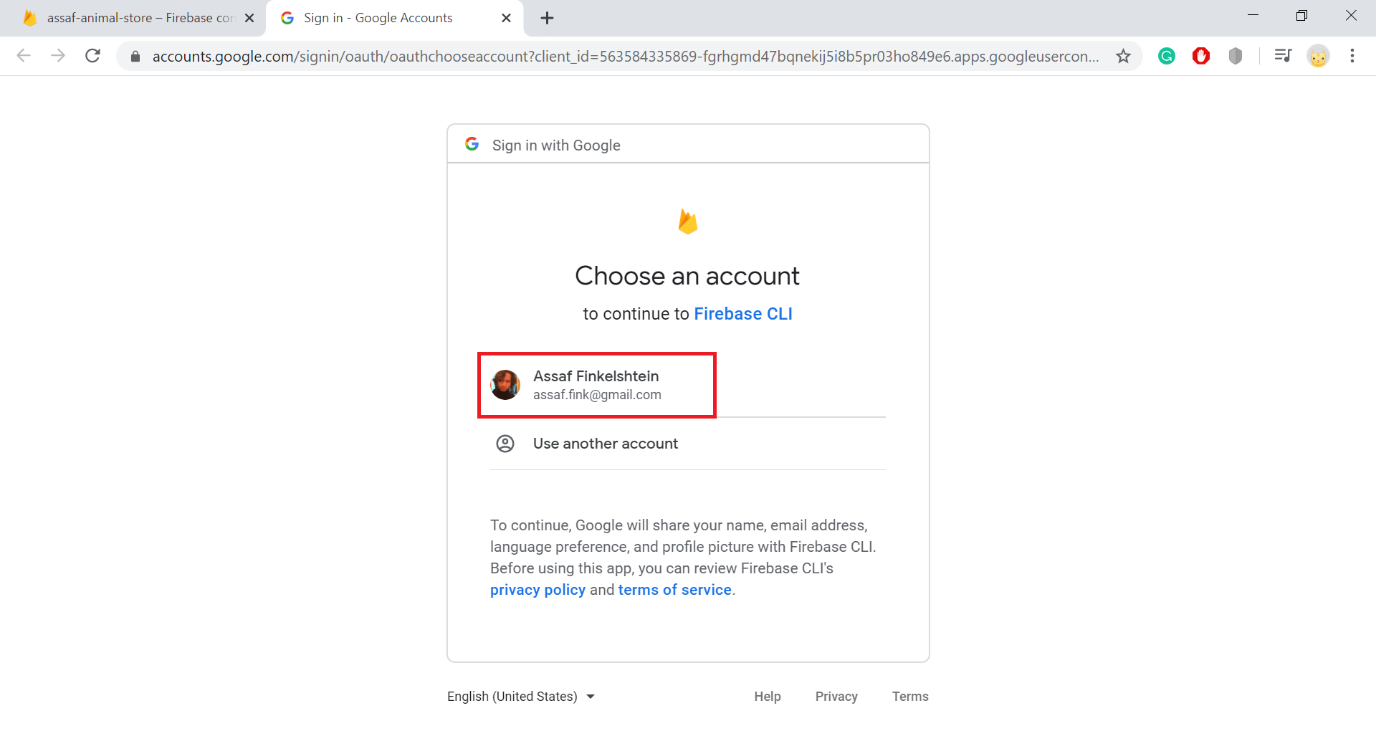 assaf-animal-store – Firebase con
Sign in - Google Accounts
accounts.google.com/signin/oauth/oauthchooseaccount?client_id=563584335869-fgrhgmd47bqnekij5i8b5pr03ho849e6.apps.googleusercon...
Sign in with Google
Choose an account
to continue to Firebase CLI
Assaf Finkelshtein
assaf.fink@gmail.com
Use another account
To continue, Google will share your name, email address,
language preference, and profile picture with Firebase CLI.
Before using this app, you can review Firebase CLI's
privacy policy and terms of service.
English (United States)
Help
Privacy
Terms